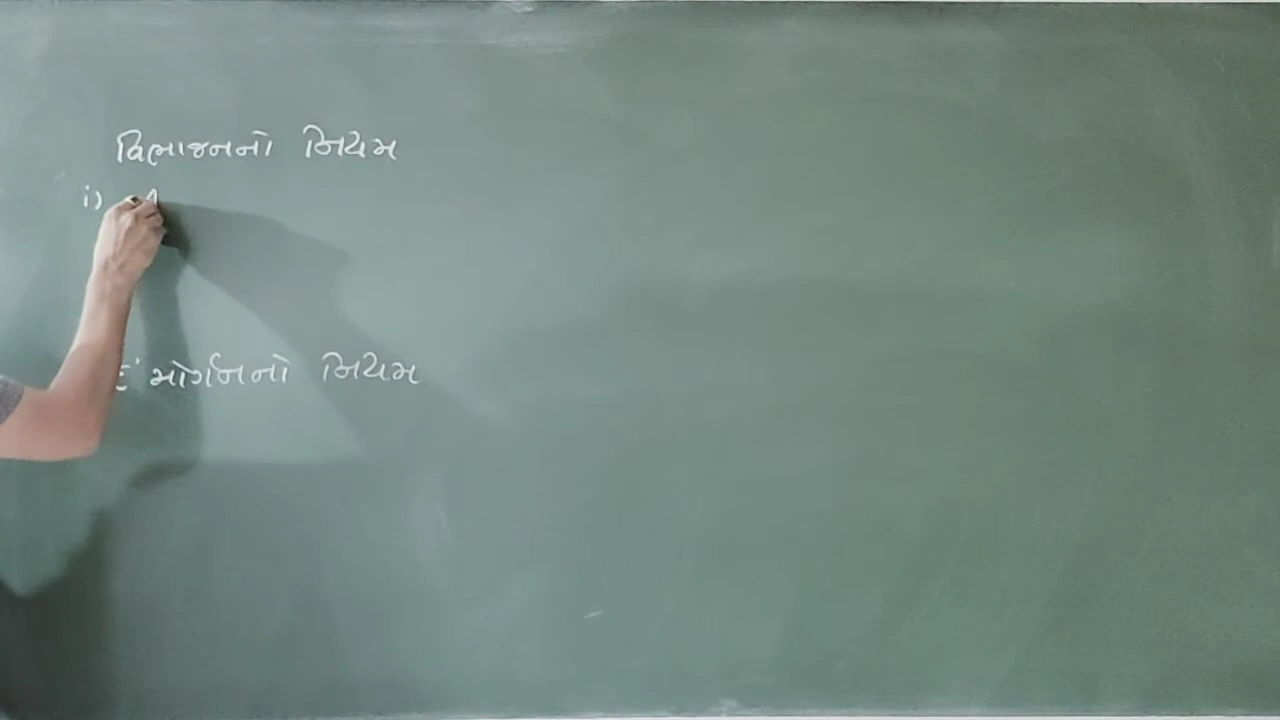 વિભાજનનો નિયમ
i)
દ' મોર્ગનનો નિયમ